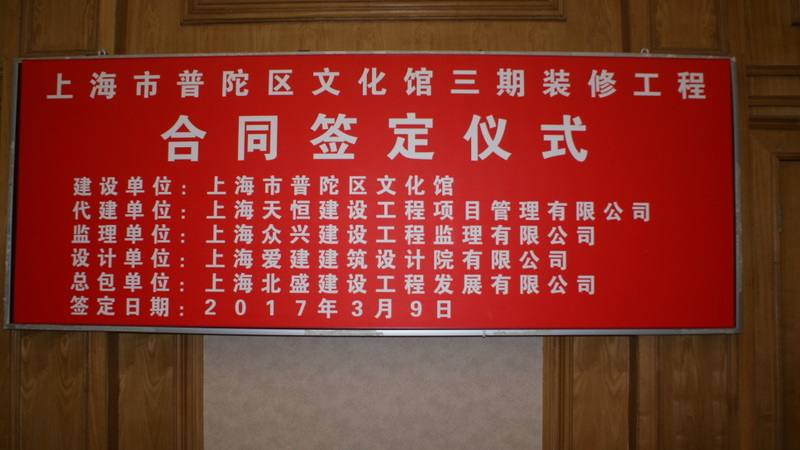 上海市普陀区文化馆三期装修工程
合同签定仪式
建设单位：上海市普陀区文化馆
代建单位：上海天恒建设工程项目管理有限公司
监理单位：上海众兴建设工程监理有限公司
设计单位：上海爱建建筑设计院有限公司
总包单位：上海北盛建设工程发展有限公司
签定日期：2017年3月9日